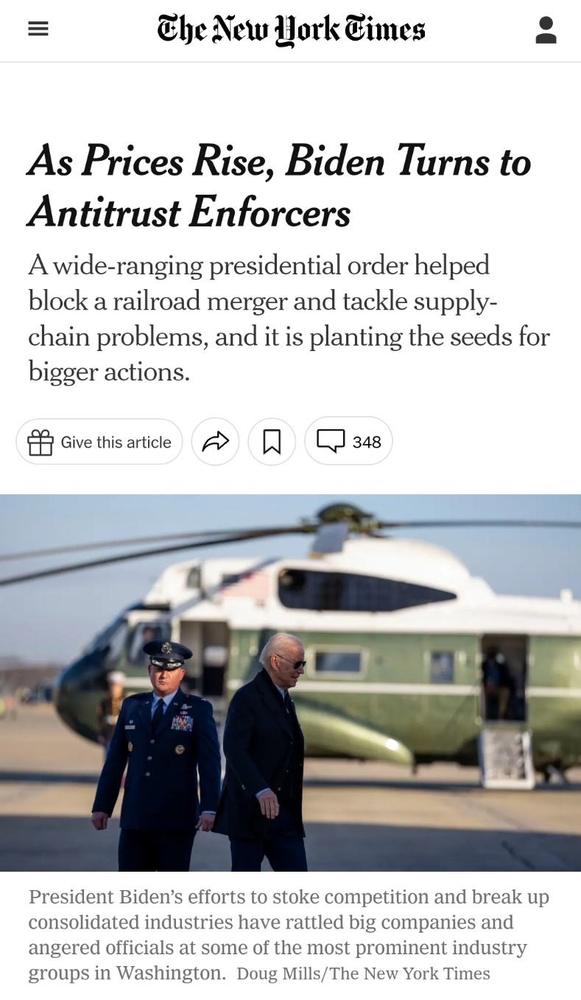 The New York Times
As Prices Rise, Biden Turns to
Antitrust Enforcers
A wide-ranging presidential order helped
block a railroad merger and tackle supply-
chain problems, and it is planting the seeds for
bigger actions.
Give this article
348
President Biden’s efforts to stoke competition and break up
consolidated industries have rattled big companies and
angered officials at some of the most prominent industry
groups in Washington. Doug Mills/The New York Times